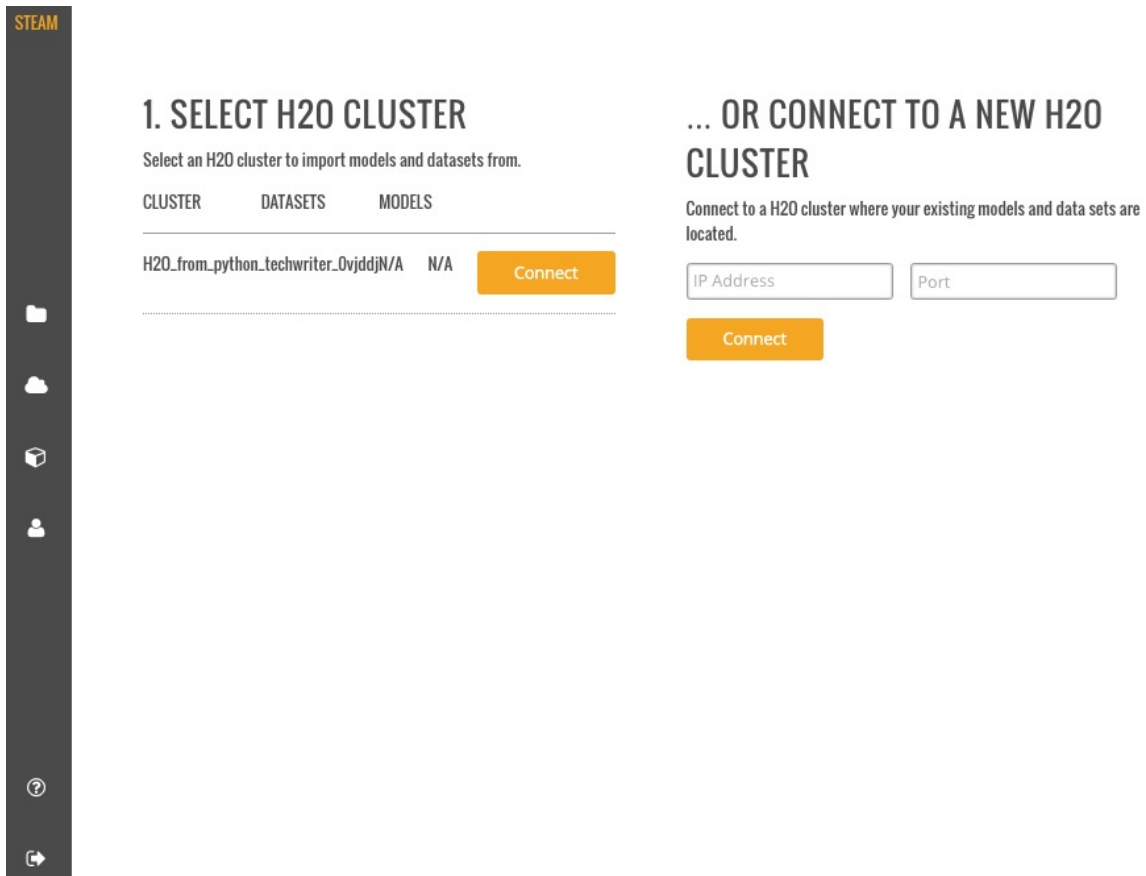 STEAM
1. SELECT H2O CLUSTER
Select an H2O cluster to import models and datasets from.
CLUSTER DATASETS MODELS
H2O_from_python_techwriter_0vjddjN/A N/A Connect
... OR CONNECT TO A NEW H2O
CLUSTER
Connect to a H2O cluster where your existing models and data sets are
located.
IP Address Port
Connect